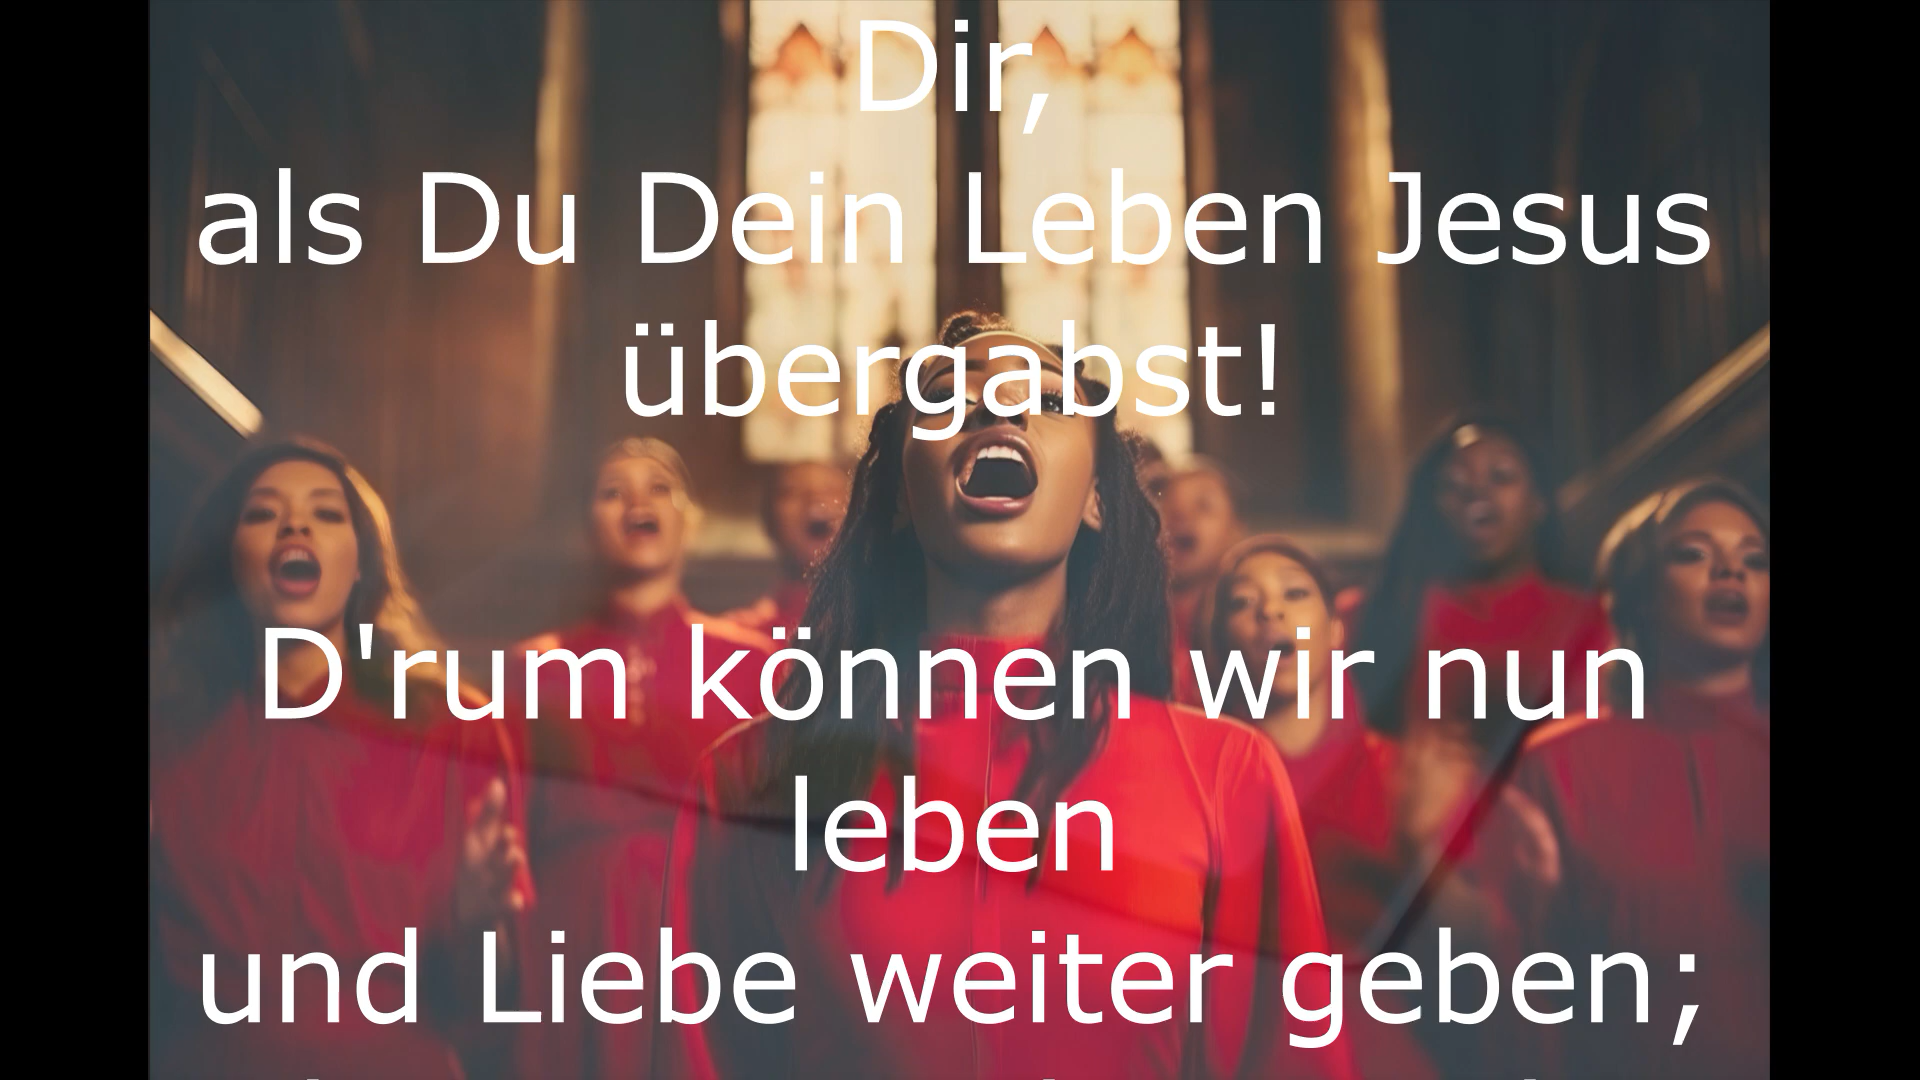 Dir,
als Du Dein Leben Jesus
übergabst!
D'rum können wir nun
leben
und Liebe weiter geben;